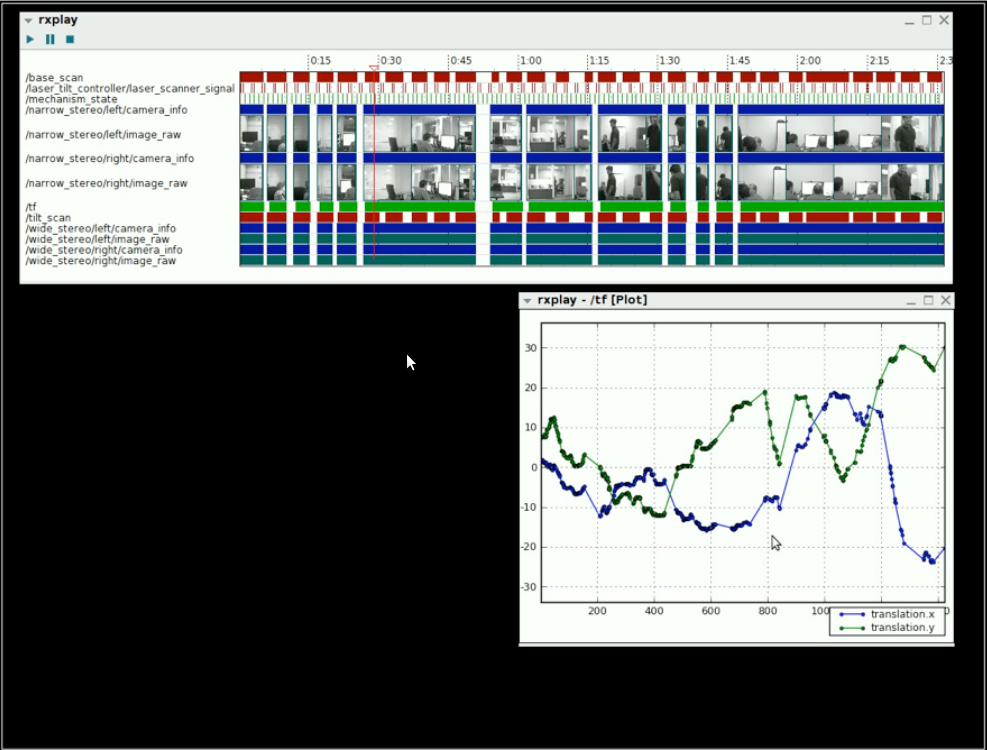 rxplay
0:15 0:30 0:45 1:00 1:15 1:30 1:45 2:00 2:15 2:3
/base_scan
/laser_tilt_controller/laser_scanner_signal
/mechanism_state
/narrow_stereo/left/camera_info
/narrow_stereo/left/image_raw
/narrow_stereo/right/camera_info
/narrow_stereo/right/image_raw
/tf
/tilt_scan
/wide_stereo/left/camera_info
/wide_stereo/left/image_raw
/wide_stereo/right/camera_info
/wide_stereo/right/image_raw
rxplay - /tf [Plot]
30
20
10
0
-10
-20
-30
200 400 600 800 100 0
translation.x
translation.y